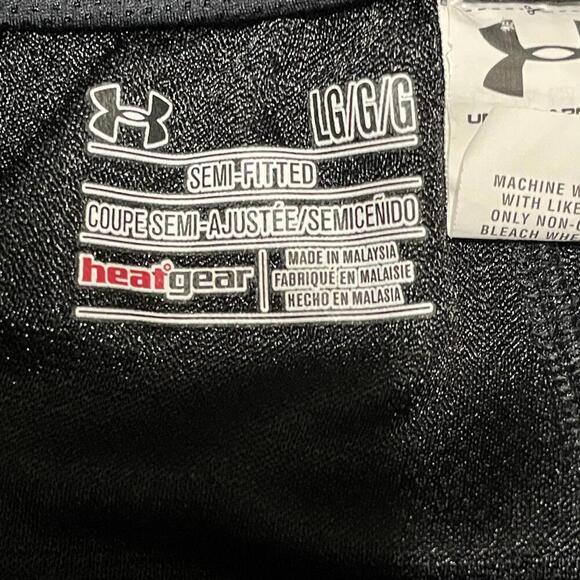 LG/G/G
SEMI-FITTED
COUPE SEMI-AJUSTÉE/SEMICEÑIDO
heatgear
MADE IN MALAYSIA
FABRIQUÉ EN MALAISIE
HECHO EN MALASIA
MACHINE W
WITH LIKE
ONLY NON-
BLEACH WHE